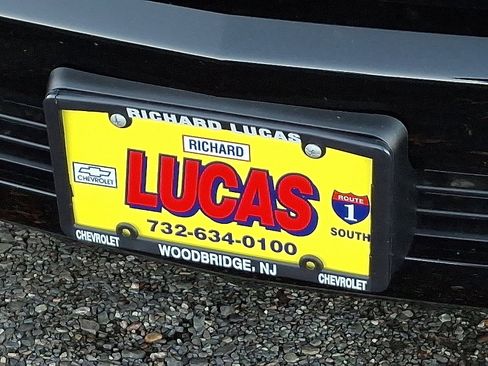 RICHARD LUCAS
RICHARD
CHEVROLET
LUCAS
ROUTE
1
SOUTH
732-634-0100
CHEVROLET
WOODBRIDGE, NJ
CHEVROLET